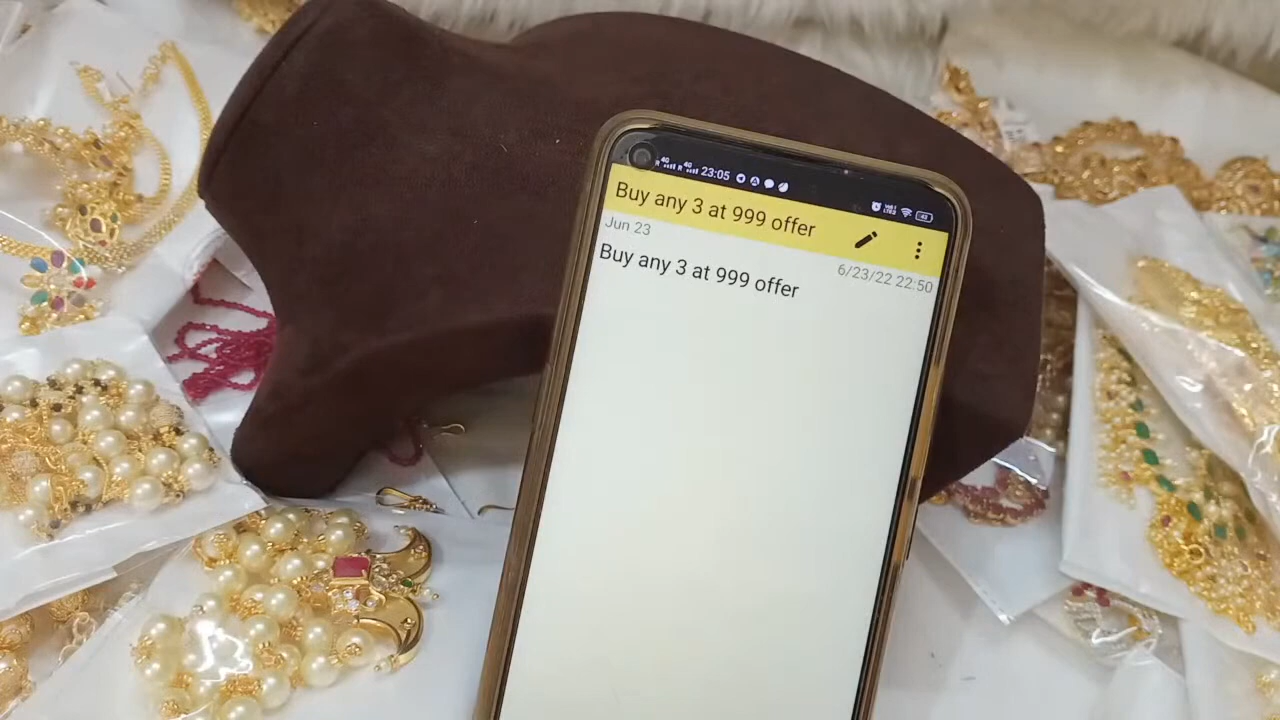 23:05
Buy any 3 at 999 offer
Jun 23
6/23/22 22:50
Buy any 3 at 999 offer